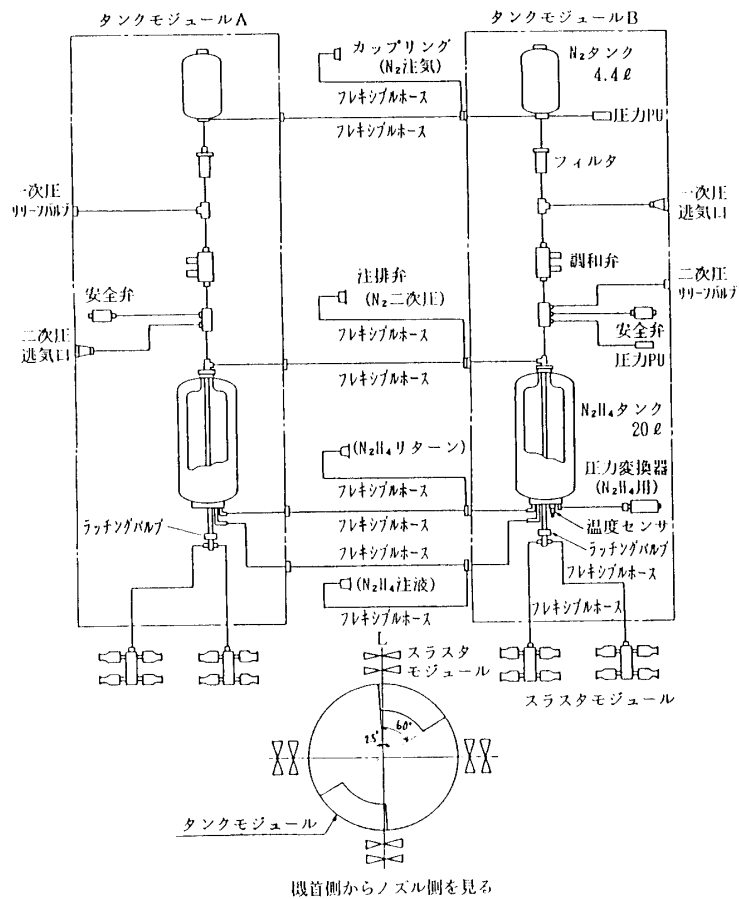 タンクモジュールA
タンクモジュールB
カップリング
(N₂注気)
フレキシブルホース
N₂タンク
4.4ℓ
フレキシブルホース
圧力PU
フィルタ
一次圧
リリーフバルブ
一次圧
進気口
調和弁
注排弁
(N₂二次圧)
二次圧
リリーフバルブ
安全弁
フレキシブルホース
安全弁
二次圧
進気口
圧力PU
フレキシブルホース
N₂H₄タンク
20ℓ
(N₂H₄リターン)
フレキシブルホース
圧力変換器
(N₂H₄用)
フレキシブルホース
温度センサ
ラッチングバルブ
フレキシブルホース
ラッチングバルブ
フレキシブルホース
(N₂H₄注液)
フレキシブルホース
フレキシブルホース
L
スラスタ
モジュール
スラスタモジュール
60°
25°
タンクモジュール
機首側からノズル側を見る